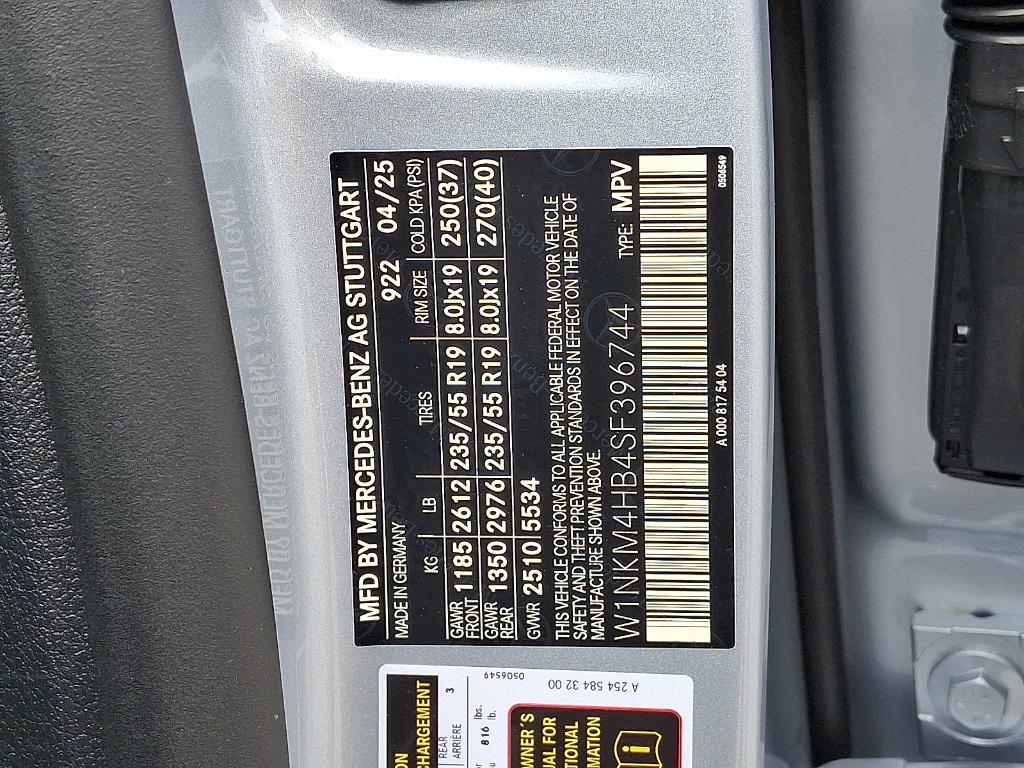 MFD BY MERCEDES-BENZ AG STUTTGART
MADE IN GERMANY 922 04/25
KG LB TIRES RIM SIZE COLD KPA(PSI)
GAWR FRONT 1185 2612 235/55 R19 8.0Jx19 250(37)
GAWR REAR 1350 2976 235/55 R19 8.0Jx19 270(40)
GVWR 2510 5534
THIS VEHICLE CONFORMS TO ALL APPLICABLE FEDERAL MOTOR VEHICLE
SAFETY AND THEFT PREVENTION STANDARDS IN EFFECT ON THE DATE OF
MANUFACTURE SHOWN ABOVE.
TYPE: MPV
W1NKM4HB4SF396744
A 000 817 54 04
0506549
CHARGEMENT
REAR 3
ARRIÈRE
816 lbs.
lb.
0506549
A 254 584 32 00